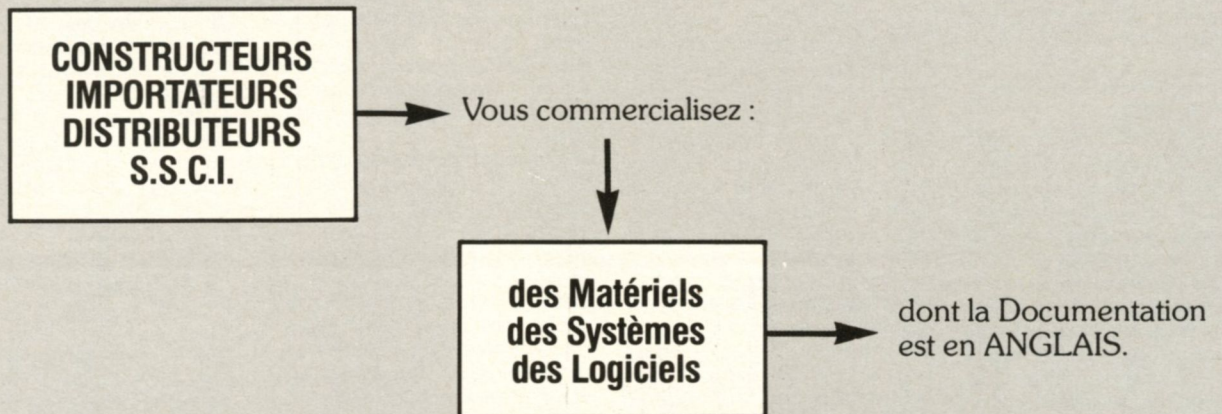 CONSTRUCTEURS
IMPORTATEURS
DISTRIBUTEURS
S.S.C.I.
Vous commercialisez :
des Matériels
des Systèmes
des Logiciels
dont la Documentation
est en ANGLAIS.